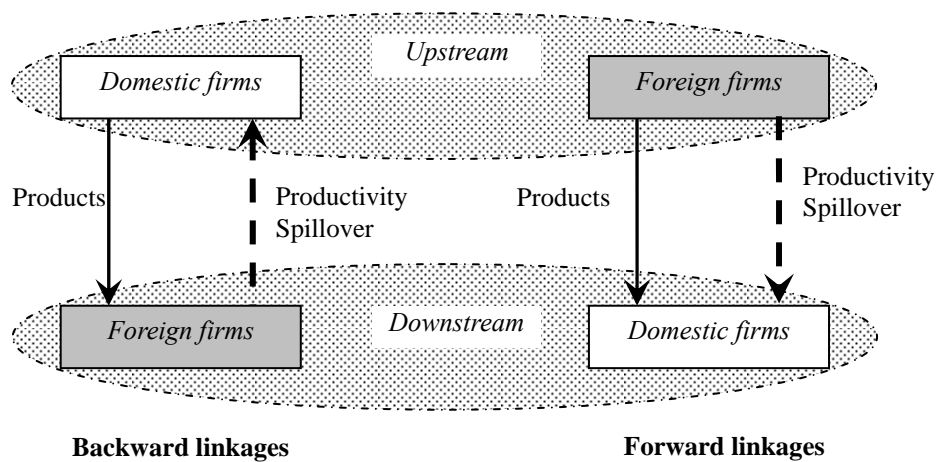 Upstream
Domestic firms
Foreign firms
Products
Productivity
Spillover
Products
Productivity
Spillover
Foreign firms
Downstream
Domestic firms
Backward linkages
Forward linkages